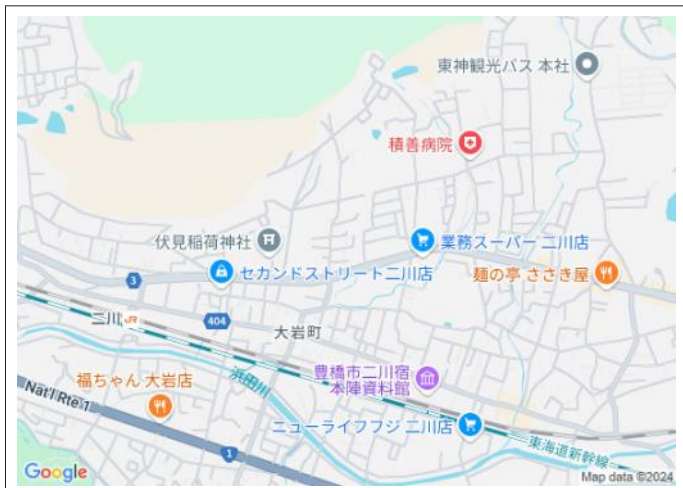 東神観光バス 本社
積善病院
伏見稲荷神社
業務スーパー 二川店
セカンドストリート二川店
麺の亭 ささき屋
3
二川
JR
404
大岩町
豊橋市二川宿
本陣資料館
福ちゃん 大岩店
浜田川
Nat'l Rte 1
ニューライフフジ 二川店
1
東海道新幹線
Google
Map data ©2024